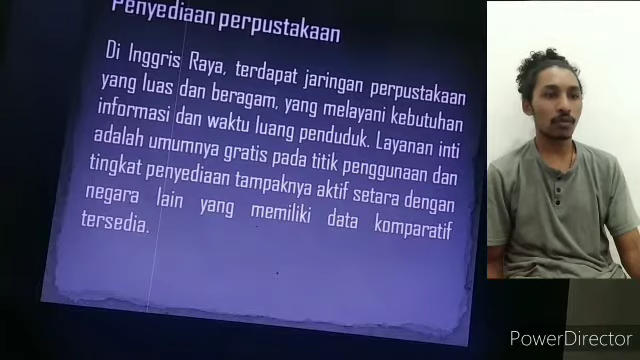 Penyediaan perpustakaan
Di Inggris Raya, terdapat jaringan perpustakaan
yang luas dan beragam, yang melayani kebutuhan
informasi dan waktu luang penduduk. Layanan inti
adalah umumnya gratis pada titik penggunaan dan
tingkat penyediaan tampaknya aktif setara dengan
negara lain yang memiliki data komparatif
tersedia.
PowerDirector